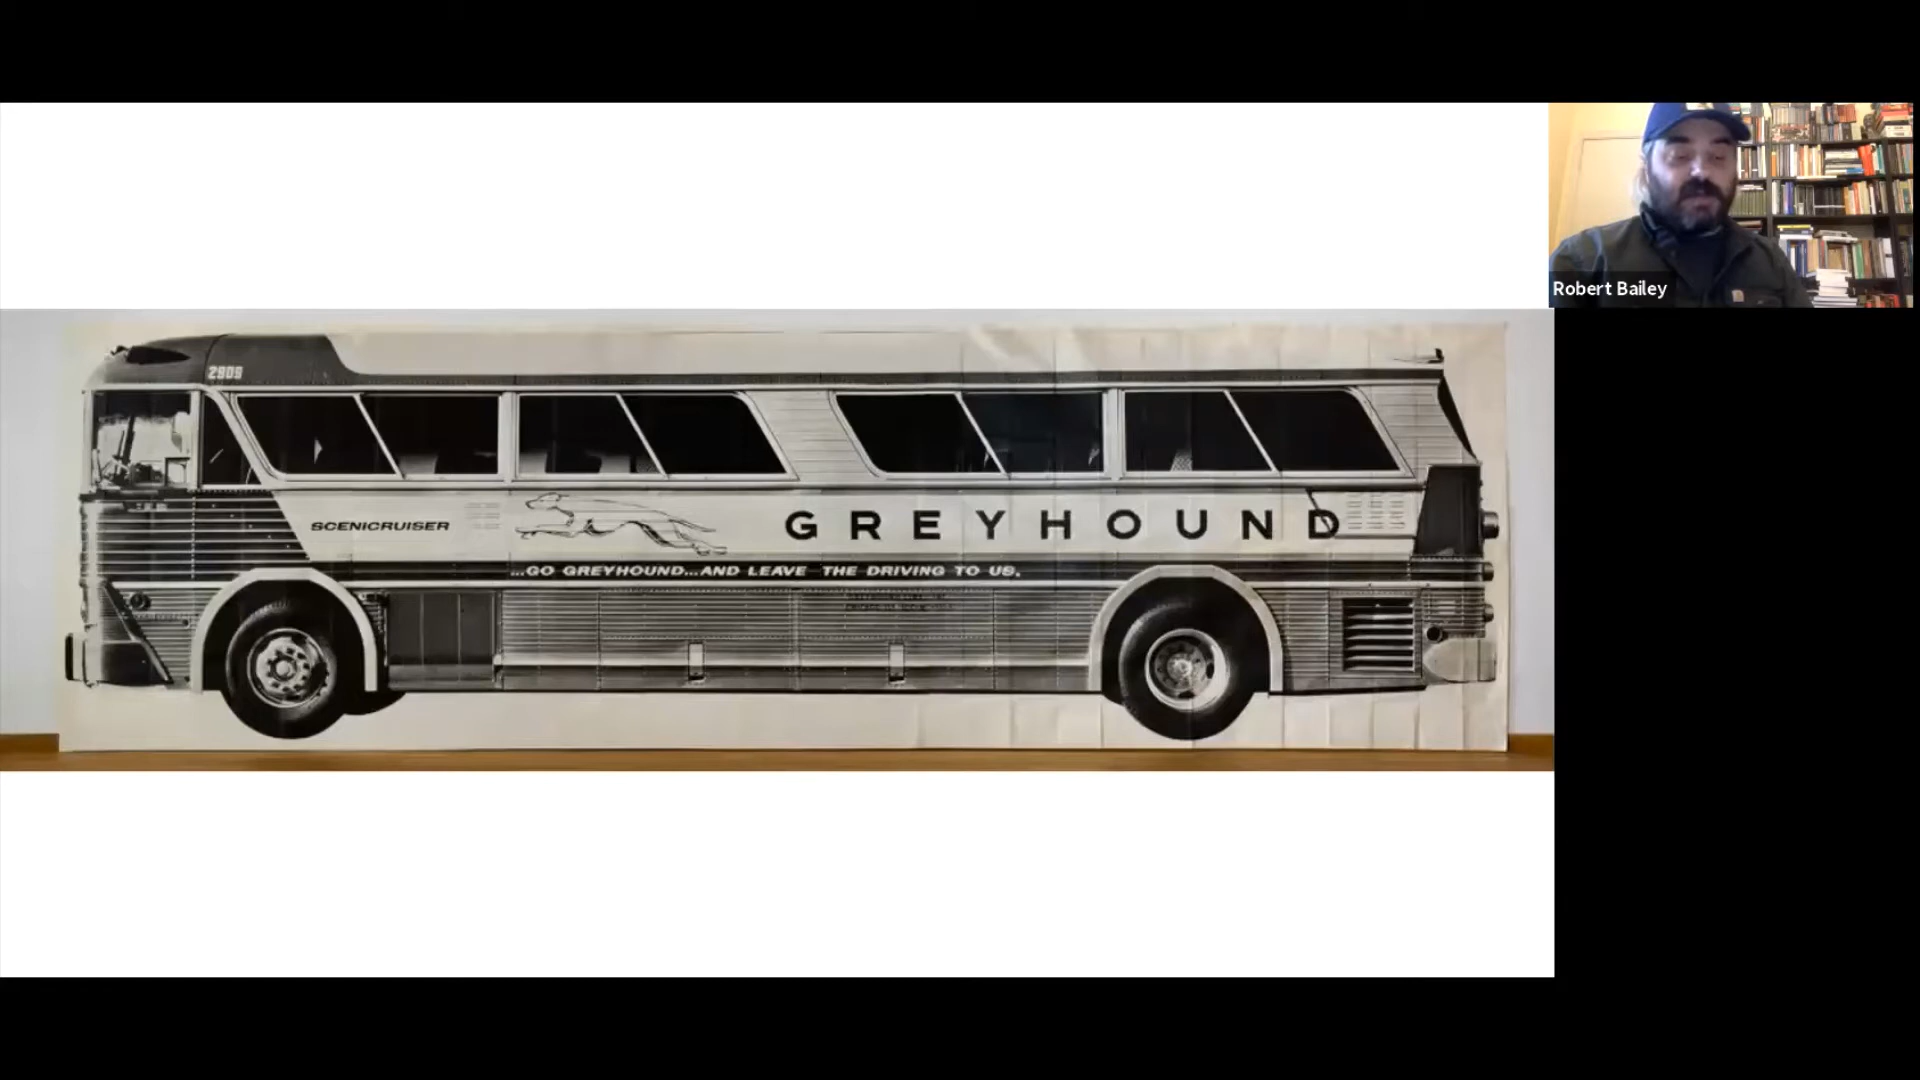 Robert Bailey
2909
SCENICRUISER
GREYHOUND
...GO GREYHOUND...AND LEAVE THE DRIVING TO US.